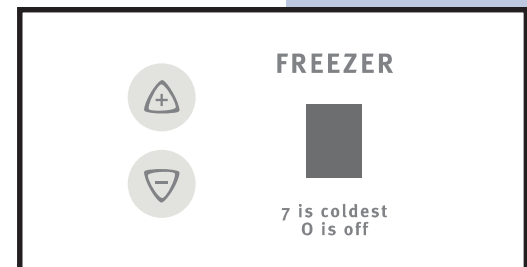 FREEZER
+
−
7 is coldest
0 is off